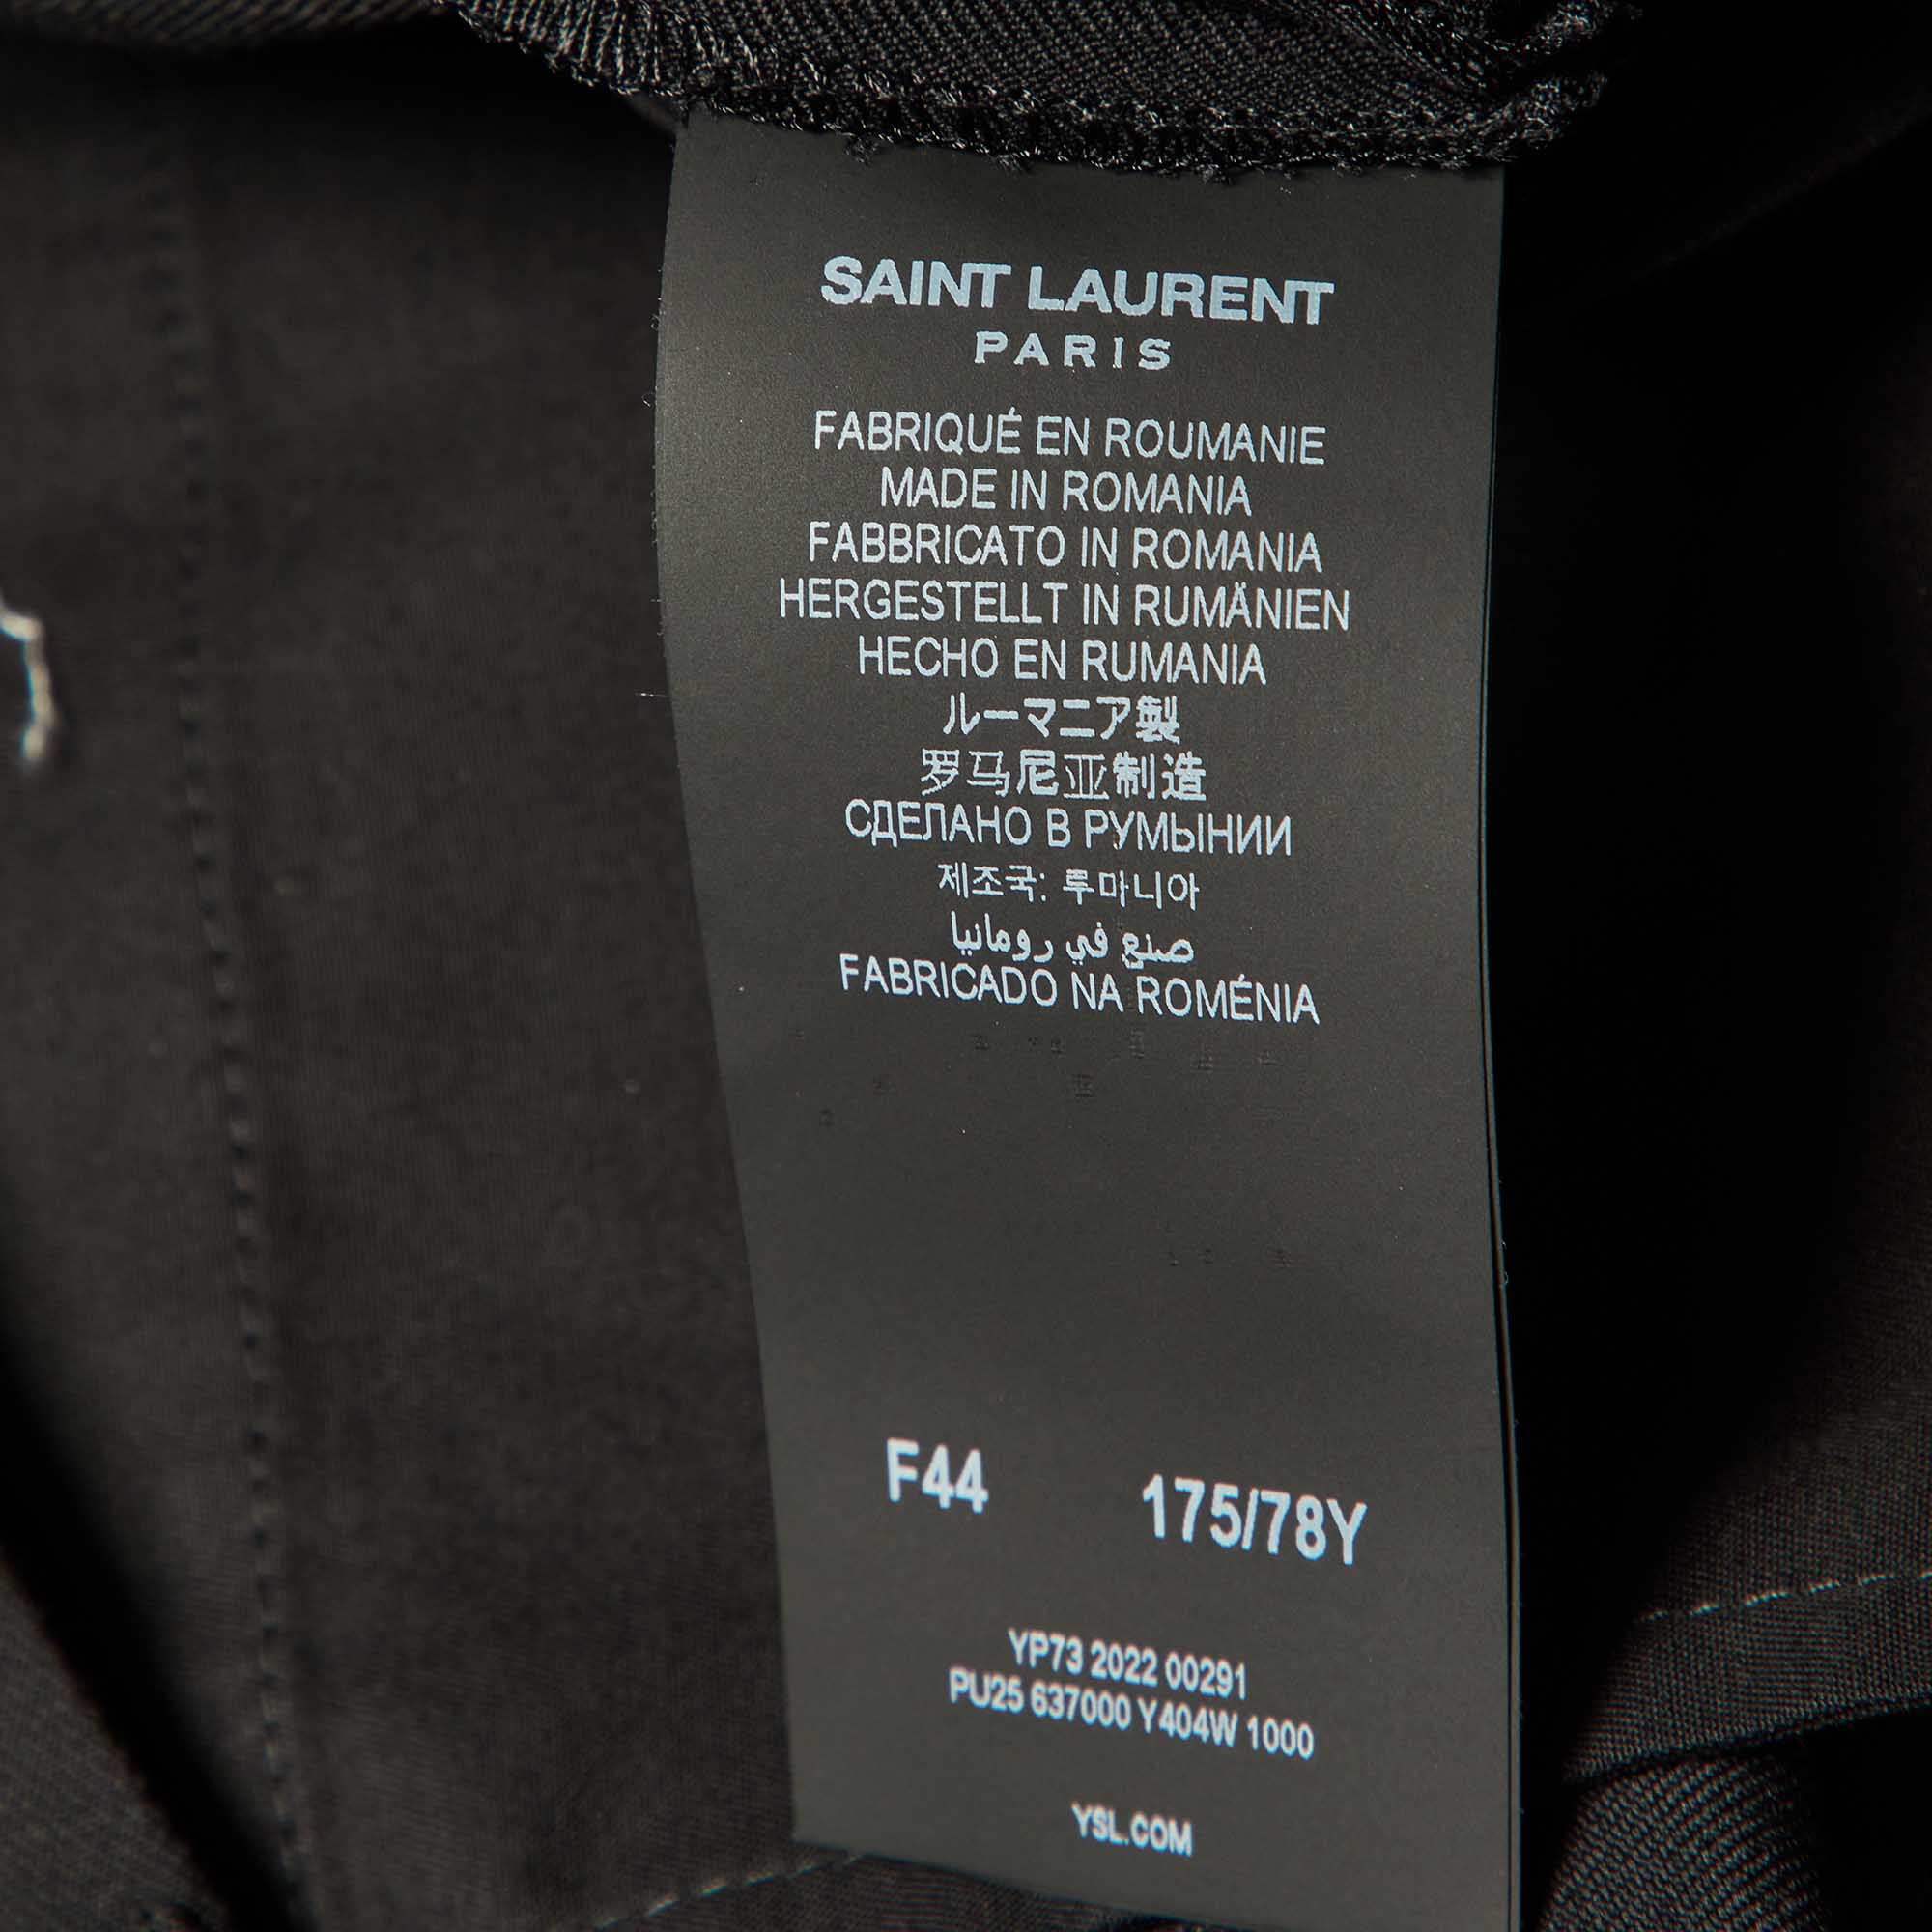 SAINT LAURENT
PARIS
FABRIQUÉ EN ROUMANIE
MADE IN ROMANIA
FABBRICATO IN ROMANIA
HERGESTELLT IN RUMÄNIEN
HECHO EN RUMANIA
ルーマニア製
罗马尼亚制造
СДЕЛАНО В РУМЫНИИ
제조국: 루마니아
صنع في رومانيا
FABRICADO NA ROMÉNIA
F44 175/78Y
YP73 2022 00291
PU25 637000 Y404W 1000
YSL.COM